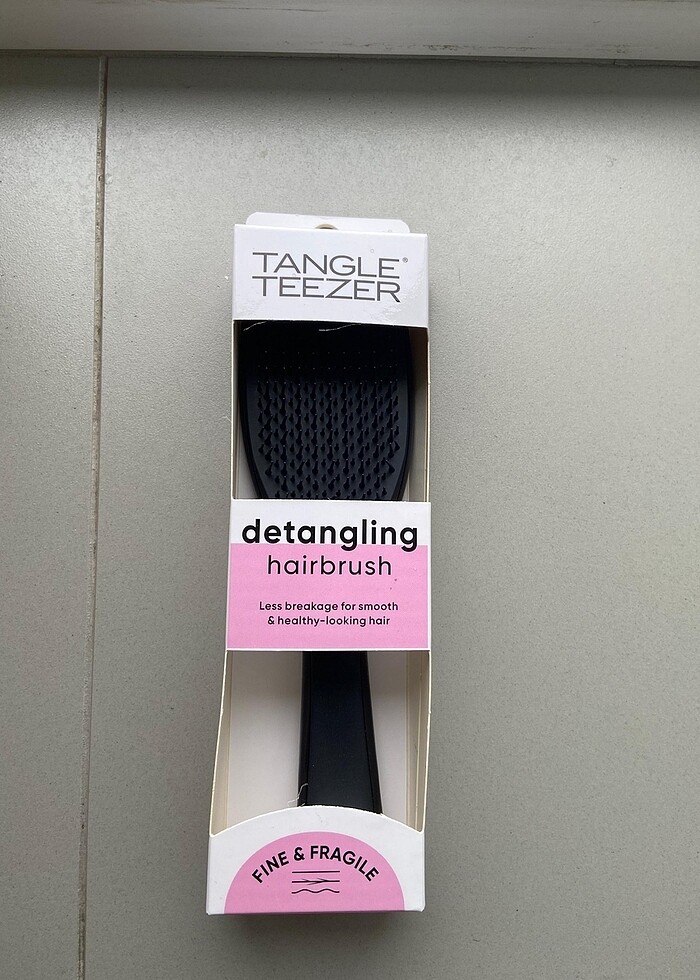 TANGLE®
TEEZER
detangling
hairbrush
Less breakage for smooth
& healthy-looking hair
FINE & FRAGILE